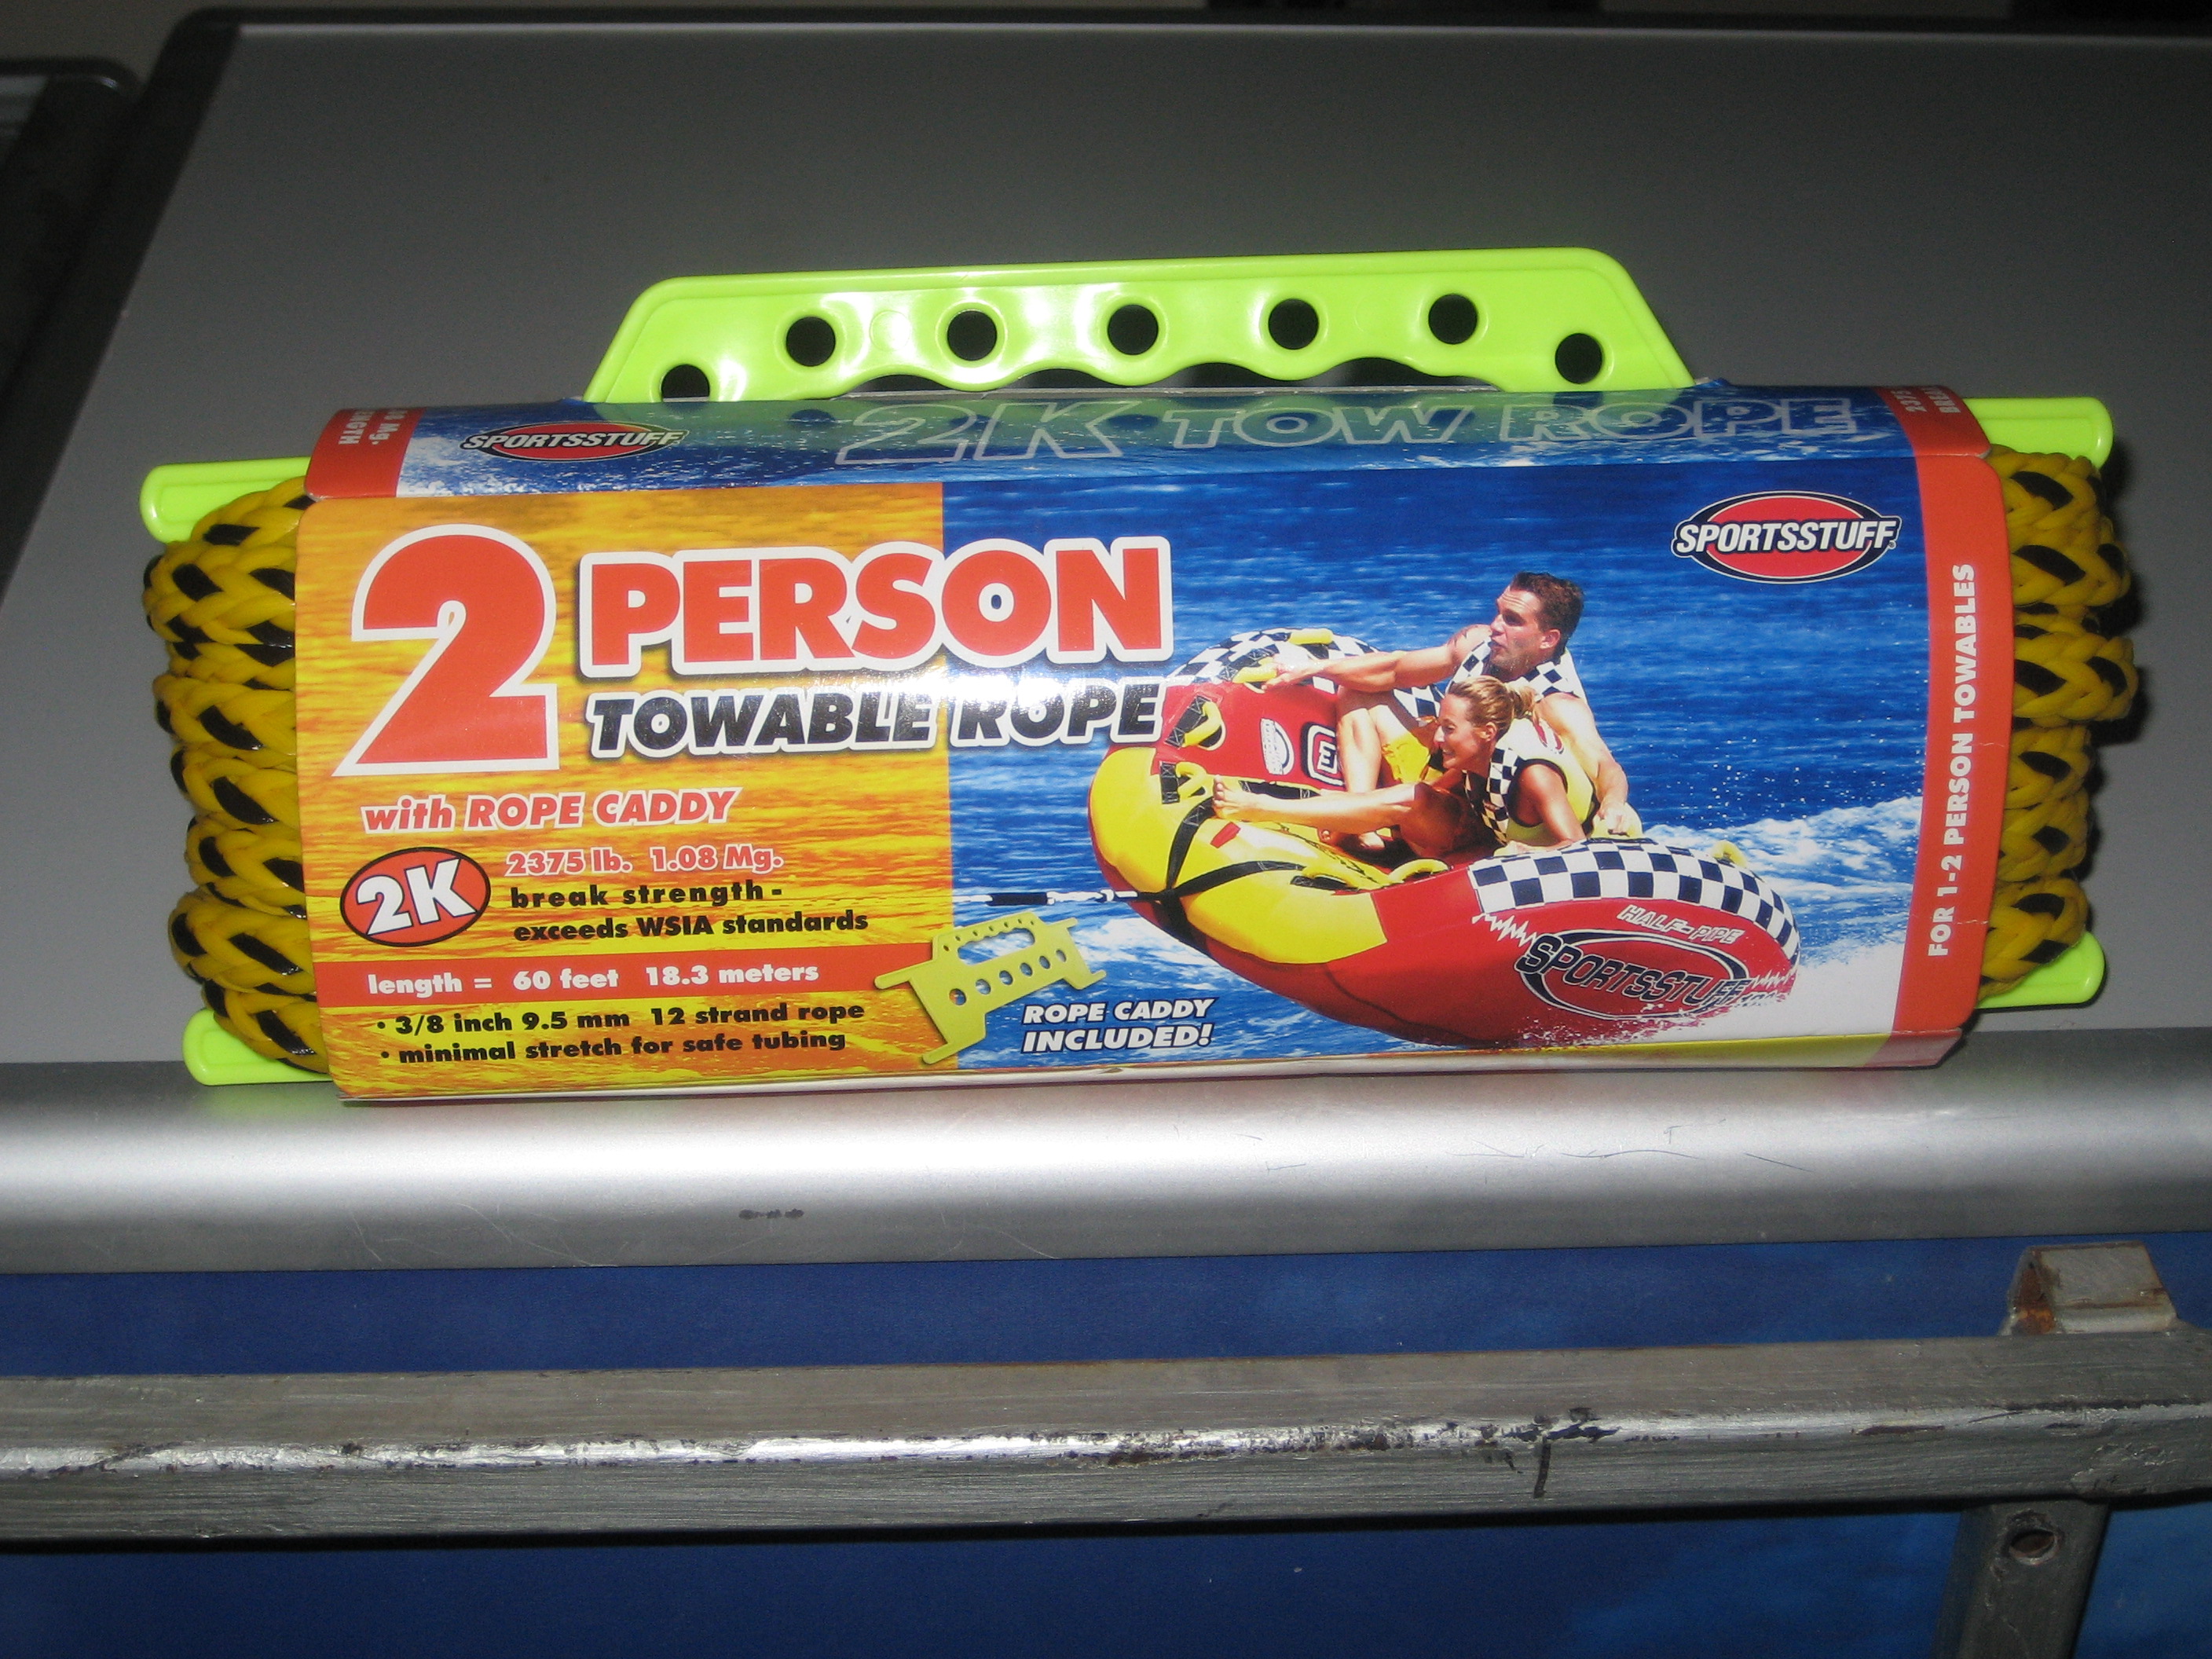 SPORTSSTUFF
2K TOW ROPE
2 PERSON
TOWABLE ROPE
SPORTSSTUFF
with ROPE CADDY
2K
2375 lb. 1.08 Mg.
break strength -
exceeds WSIA standards
length = 60 feet 18.3 meters
• 3/8 inch 9.5 mm 12 strand rope
• minimal stretch for safe tubing
ROPE CADDY
INCLUDED!
HALF-PIPE
SPORTSSTUFF
FOR 1-2 PERSON TOWABLES